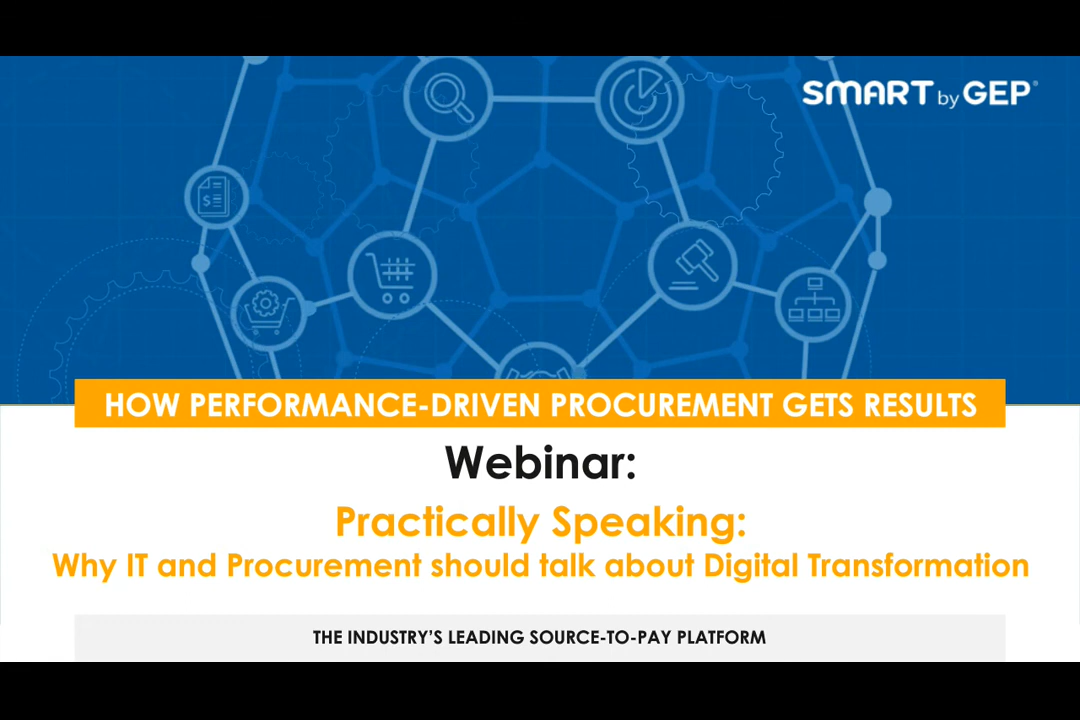 SMART by GEP®
HOW PERFORMANCE-DRIVEN PROCUREMENT GETS RESULTS
Webinar:
Practically Speaking:
Why IT and Procurement should talk about Digital Transformation
THE INDUSTRY’S LEADING SOURCE-TO-PAY PLATFORM